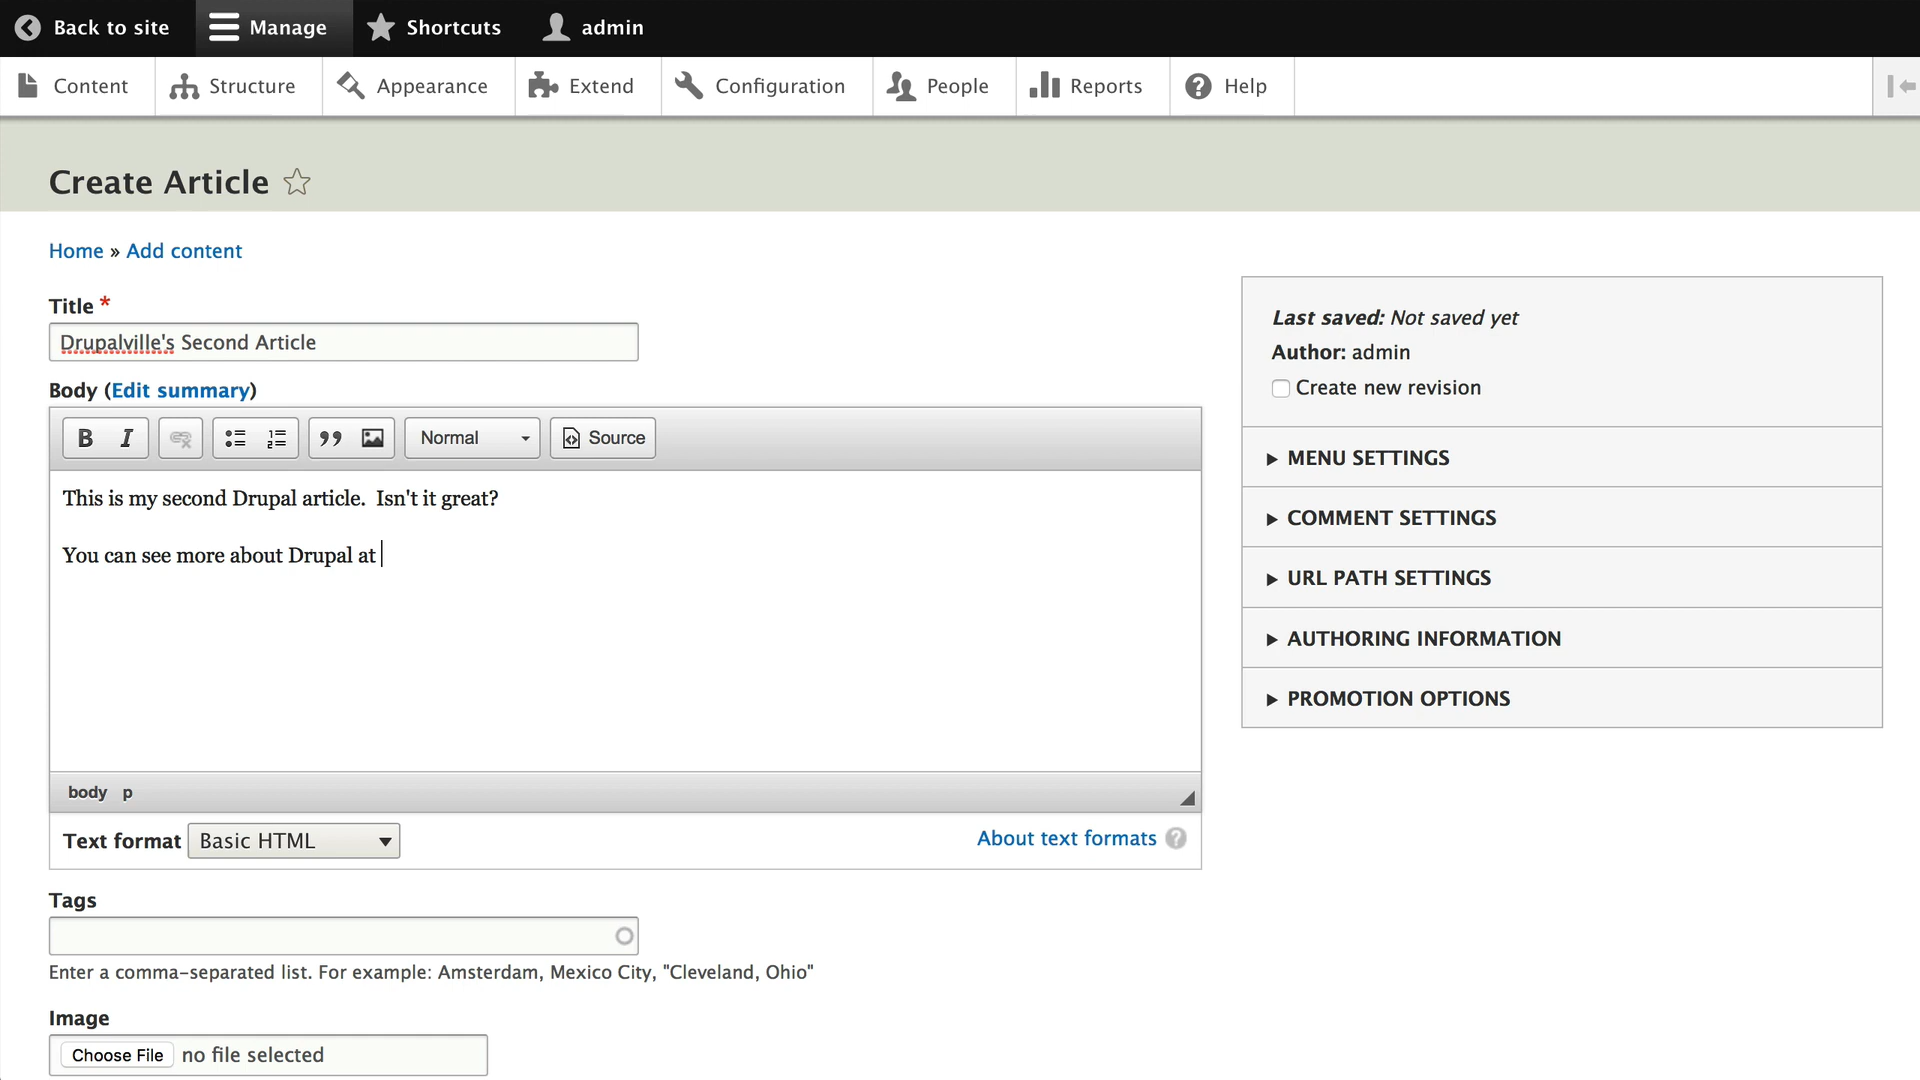 Back to site Manage Shortcuts admin
Content Structure Appearance Extend Configuration People Reports Help
Create Article
Home » Add content
Title *
Drupalville's Second Article
Body (Edit summary)
B I Normal Source
This is my second Drupal article.  Isn't it great?
You can see more about Drupal at
body p
Text format Basic HTML
About text formats ?
Tags
Enter a comma-separated list. For example: Amsterdam, Mexico City, "Cleveland, Ohio"
Image
Choose File no file selected
Last saved: Not saved yet
Author: admin
Create new revision
MENU SETTINGS
COMMENT SETTINGS
URL PATH SETTINGS
AUTHORING INFORMATION
PROMOTION OPTIONS